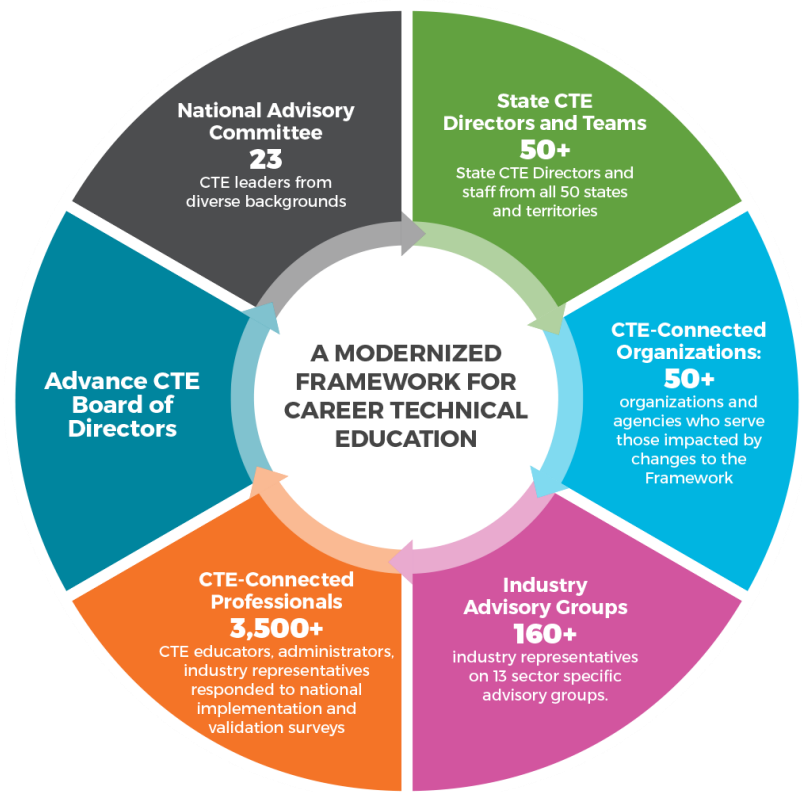 National Advisory
Committee
23
CTE leaders from
diverse backgrounds
State CTE
Directors and Teams
50+
State CTE Directors and
staff from all 50 states
and territories
CTE-Connected
Organizations:
50+
organizations and
agencies who serve
those impacted by
changes to the
Framework
Industry
Advisory Groups
160+
industry representatives
on 13 sector specific
advisory groups.
CTE-Connected
Professionals
3,500+
CTE educators, administrators,
industry representatives
responded to national
implementation and
validation surveys
Advance CTE
Board of
Directors
A MODERNIZED
FRAMEWORK FOR
CAREER TECHNICAL
EDUCATION